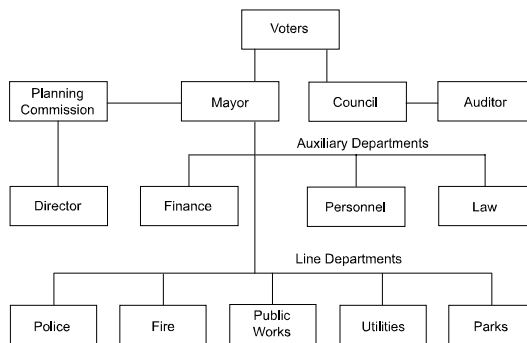 Voters
Planning
Commission
Mayor
Council
Auditor
Auxiliary Departments
Director
Finance
Personnel
Law
Line Departments
Police
Fire
Public
Works
Utilities
Parks